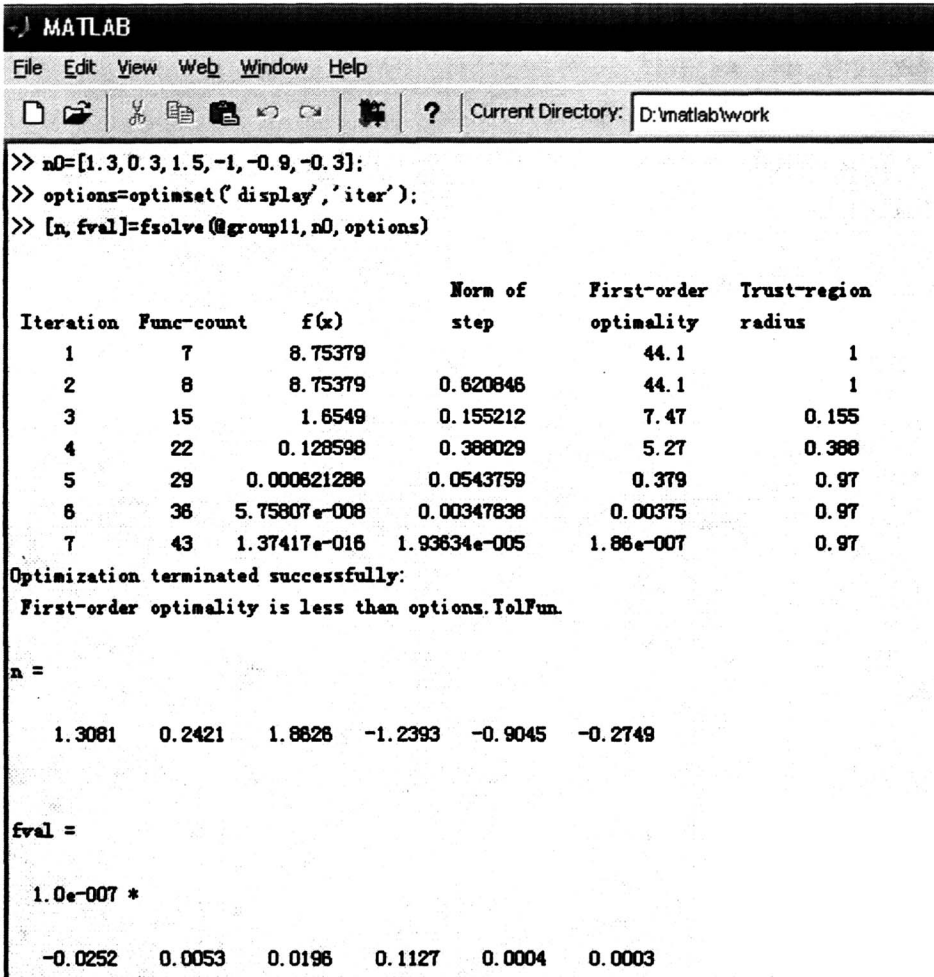 MATLAB
File Edit View Web Window Help
? Current Directory: D:\matlab\work
>> n0=[1.3,0.3,1.5,-1,-0.9,-0.3];
>> options=optimset('display','iter');
>> [n,fval]=fsolve(@group11,n0,options)
Norm of First-order Trust-region
Iteration Func-count f(x) step optimality radius
1 7 8.75379 44.1 1
2 8 8.75379 0.620846 44.1 1
3 15 1.6549 0.155212 7.47 0.155
4 22 0.128598 0.388029 5.27 0.388
5 29 0.000621286 0.0543759 0.379 0.97
6 36 5.75807e-008 0.00347838 0.00375 0.97
7 43 1.37417e-016 1.93634e-005 1.86e-007 0.97
Optimization terminated successfully:
First-order optimality is less than options.TolFun.
n =
1.3081 0.2421 1.8626 -1.2393 -0.9045 -0.2749
fval =
1.0e-007 *
-0.0252 0.0053 0.0196 0.1127 0.0004 0.0003